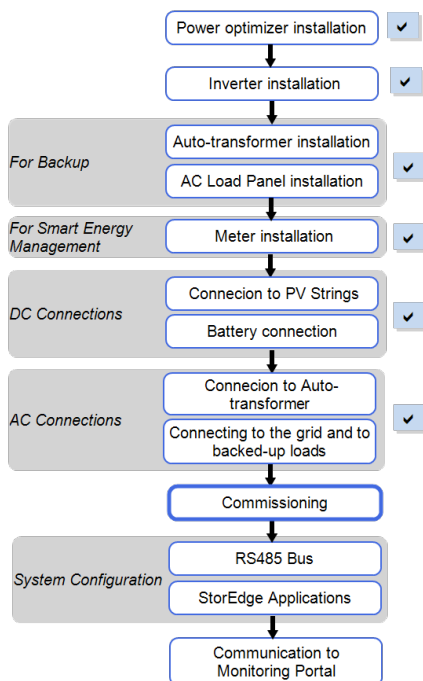 Power optimizer installation
Inverter installation
For Backup
Auto-transformer installation
AC Load Panel installation
For Smart Energy
Management
Meter installation
DC Connections
Connecion to PV Strings
Battery connection
AC Connections
Connecion to Auto-
transformer
Connecting to the grid and to
backed-up loads
Commissioning
System Configuration
RS485 Bus
StorEdge Applications
Communication to
Monitoring Portal